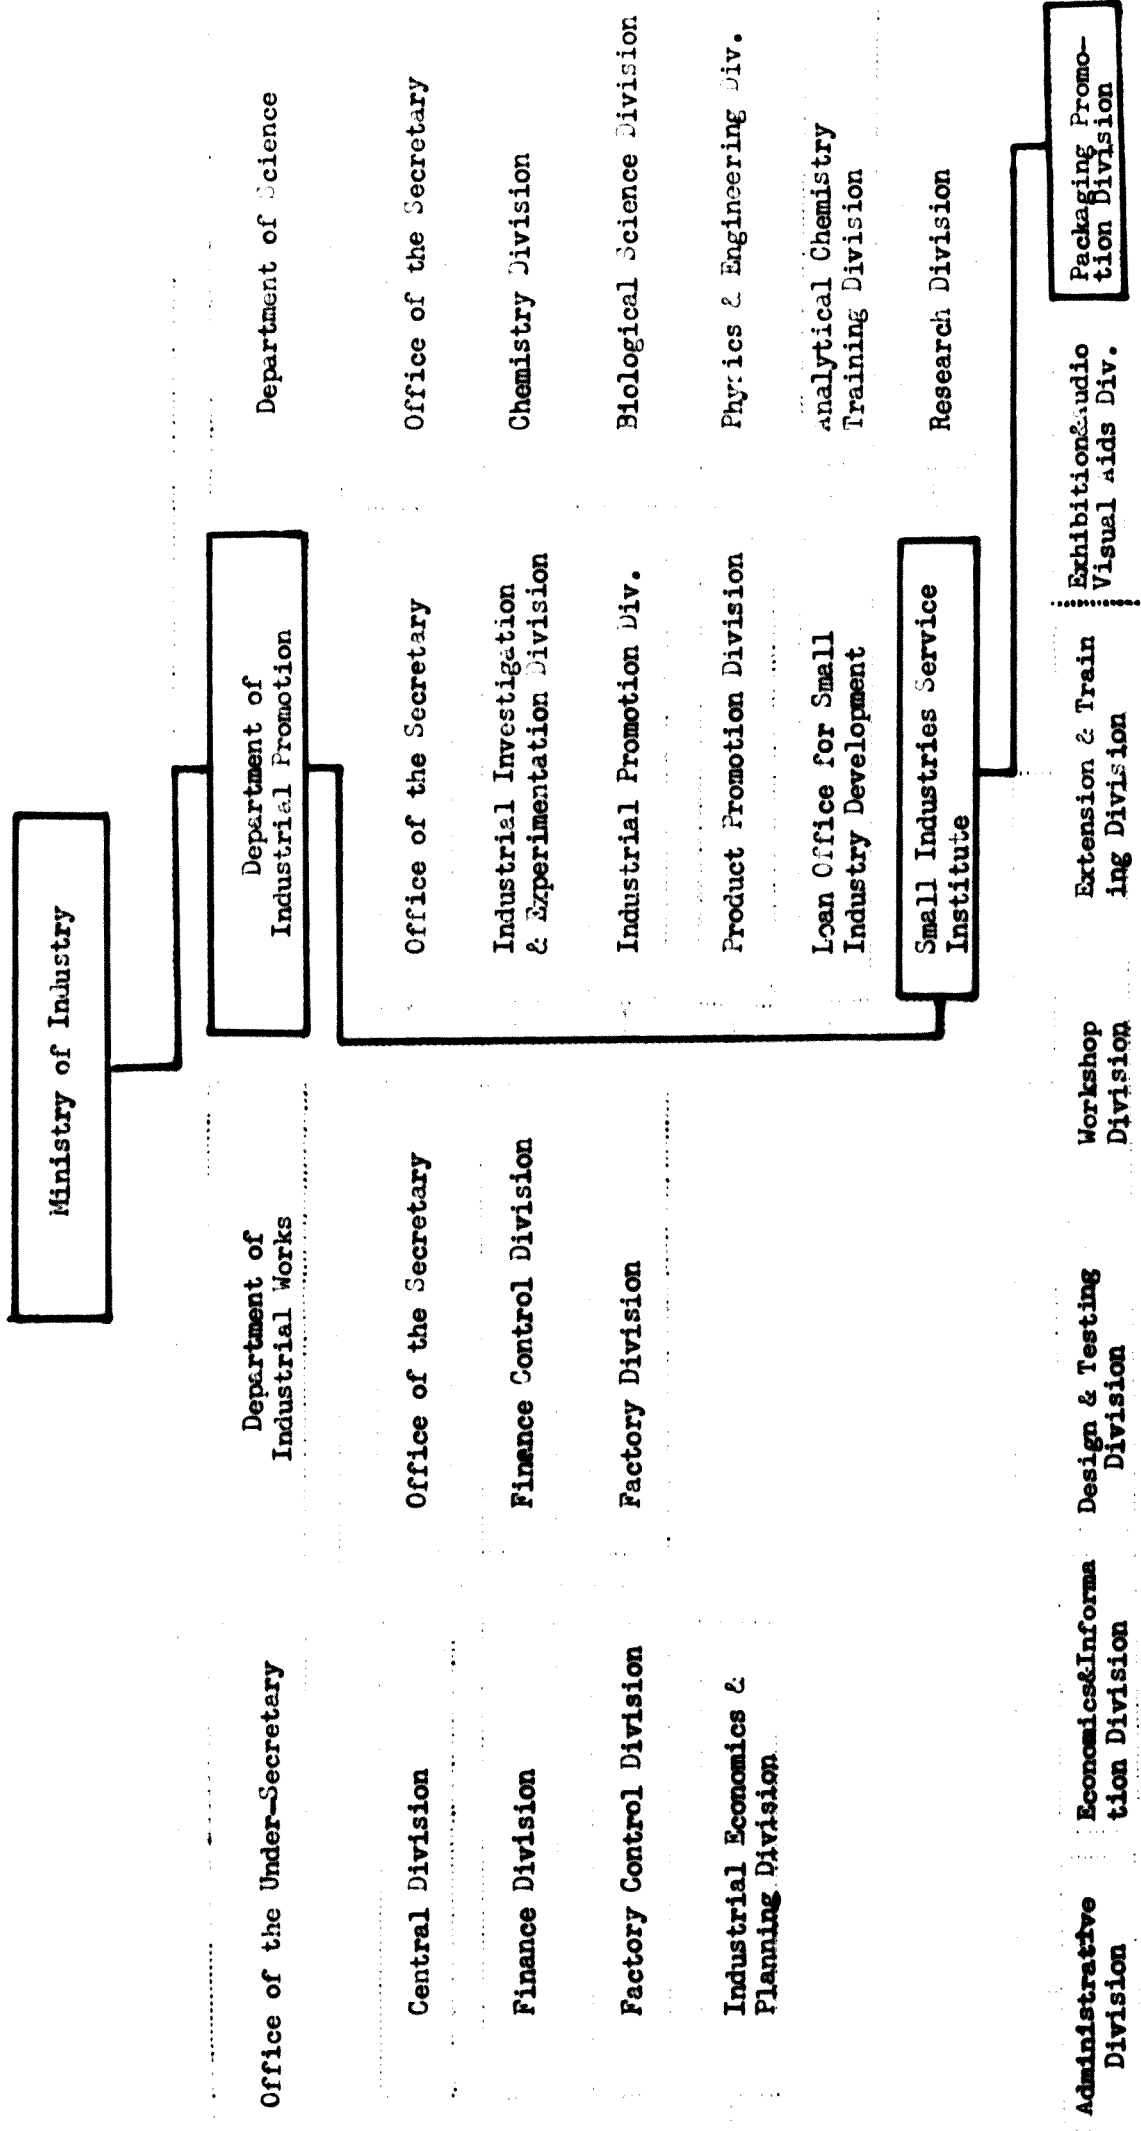 Ministry of Industry
Office of the Under-Secretary
Department of
Industrial Works
Department of
Industrial Promotion
Department of Science
Central Division
Office of the Secretary
Office of the Secretary
Office of the Secretary
Finance Division
Finance Control Division
Industrial Investigation
& Experimentation Division
Chemistry Division
Factory Control Division
Factory Division
Industrial Promotion Div.
Biological Science Division
Industrial Economics &
Planning Division
Product Promotion Division
Physics & Engineering Div.
Loan Office for Small
Industry Development
Analytical Chemistry
Training Division
Small Industries Service
Institute
Research Division
Administrative
Division
Economics&Informa
tion Division
Design & Testing
Division
Workshop
Division
Extension & Train
ing Division
Exhibition&Audio
Visual Aids Div.
Packaging Promo-
tion Division